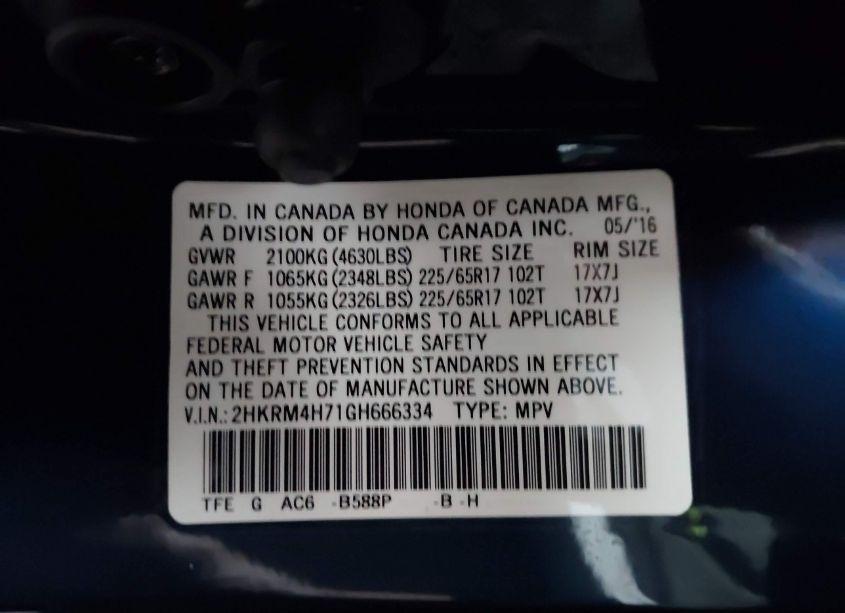 MFD. IN CANADA BY HONDA OF CANADA MFG.,
A DIVISION OF HONDA CANADA INC. 05/'16
GVWR 2100KG (4630LBS) TIRE SIZE RIM SIZE
GAWR F 1065KG (2348LBS) 225/65R17 102T 17X7J
GAWR R 1055KG (2326LBS) 225/65R17 102T 17X7J
THIS VEHICLE CONFORMS TO ALL APPLICABLE
FEDERAL MOTOR VEHICLE SAFETY
AND THEFT PREVENTION STANDARDS IN EFFECT
ON THE DATE OF MANUFACTURE SHOWN ABOVE.
V.I.N.: 2HKRM4H71GH666334 TYPE: MPV
TFE G AC6 -B588P -B -H